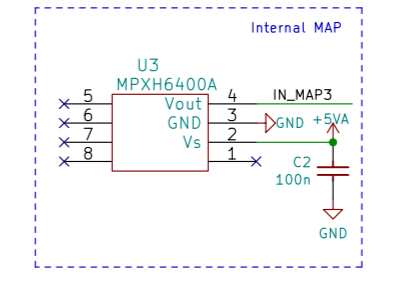 Internal MAP
U3
MPXH6400A
5 Vout 4 IN_MAP3
6 GND 3 GND +5VA
7 Vs 2
8 1
C2
100n
GND